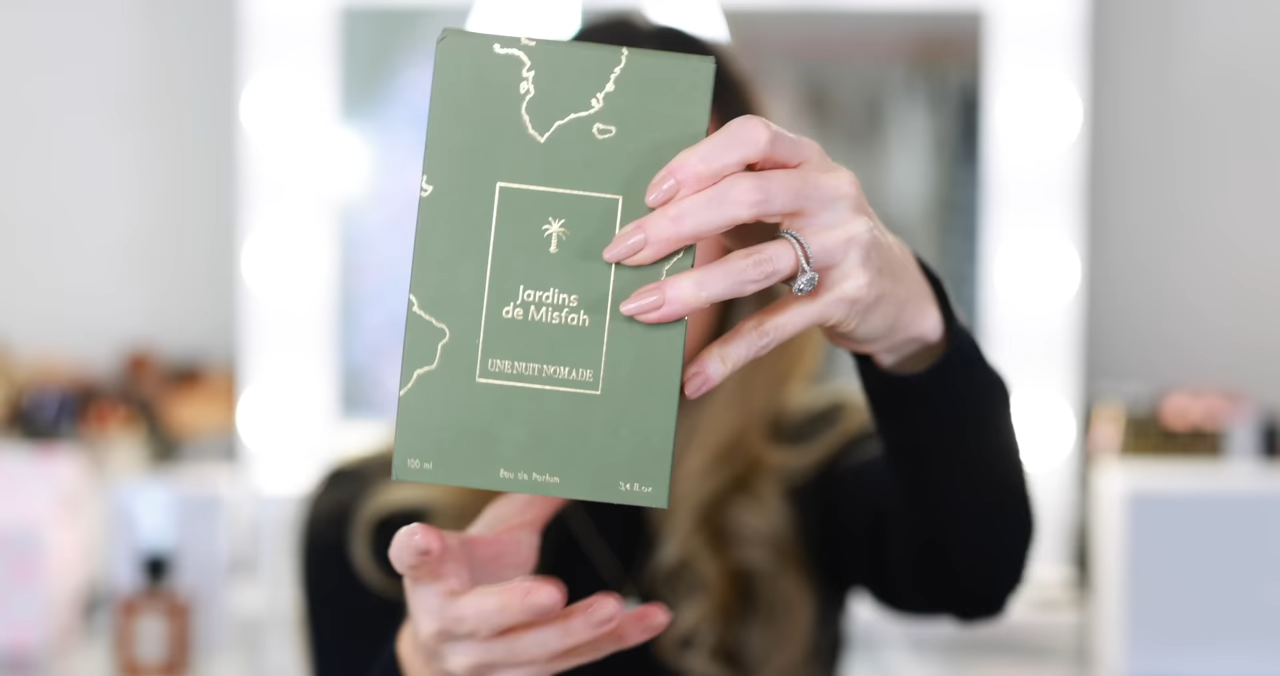 Jardins
de Misfah
UNE NUIT NOMADE
100 ml
Eau de Parfum
3.4 fl.oz